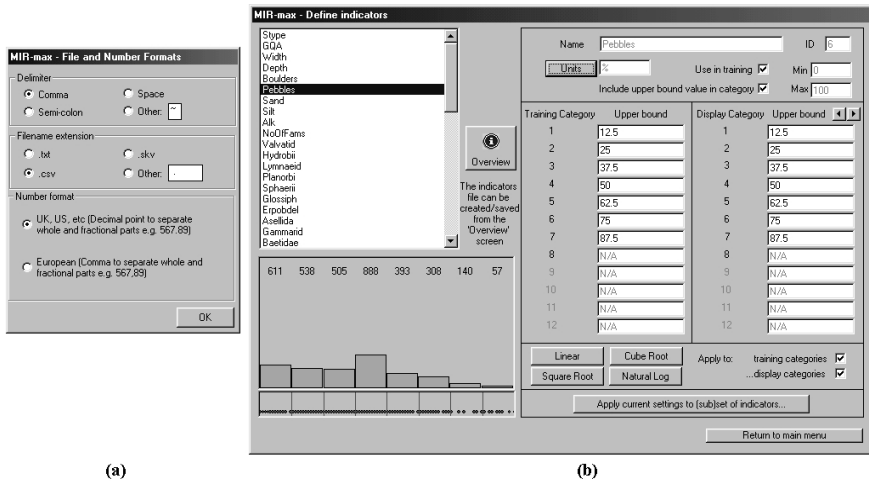 MIR-max - File and Number Formats
Delimiter
Comma
Space
Semi-colon
Other: ~
Filename extension
.txt
.skv
.csv
Other: .
Number format
UK, US, etc (Decimal point to separate
whole and fractional parts e.g. 567.89)
European (Comma to separate whole and
fractional parts e.g. 567,89)
OK
(a)
MIR-max - Define indicators
Stype
GQA
Width
Depth
Boulders
Pebbles
Sand
Silt
Alk
NoOfFams
Valvatid
Hydrobii
Lymnaeid
Planorbi
Sphaerii
Glossiph
Erpobdel
Asellida
Gammarid
Baetidae
Overview
The indicators
file can be
created/saved
from the
'Overview'
screen
611 538 505 888 393 308 140 57
Name Pebbles ID 6
Units % Use in training Min 0
Include upper bound value in category Max 100
Training Category Upper bound Display Category Upper bound
1 12.5 1 12.5
2 25 2 25
3 37.5 3 37.5
4 50 4 50
5 62.5 5 62.5
6 75 6 75
7 87.5 7 87.5
8 N/A 8 N/A
9 N/A 9 N/A
10 N/A 10 N/A
11 N/A 11 N/A
12 N/A 12 N/A
Linear Cube Root Apply to: training categories
Square Root Natural Log ...display categories
Apply current settings to (sub)set of indicators...
Return to main menu
(b)